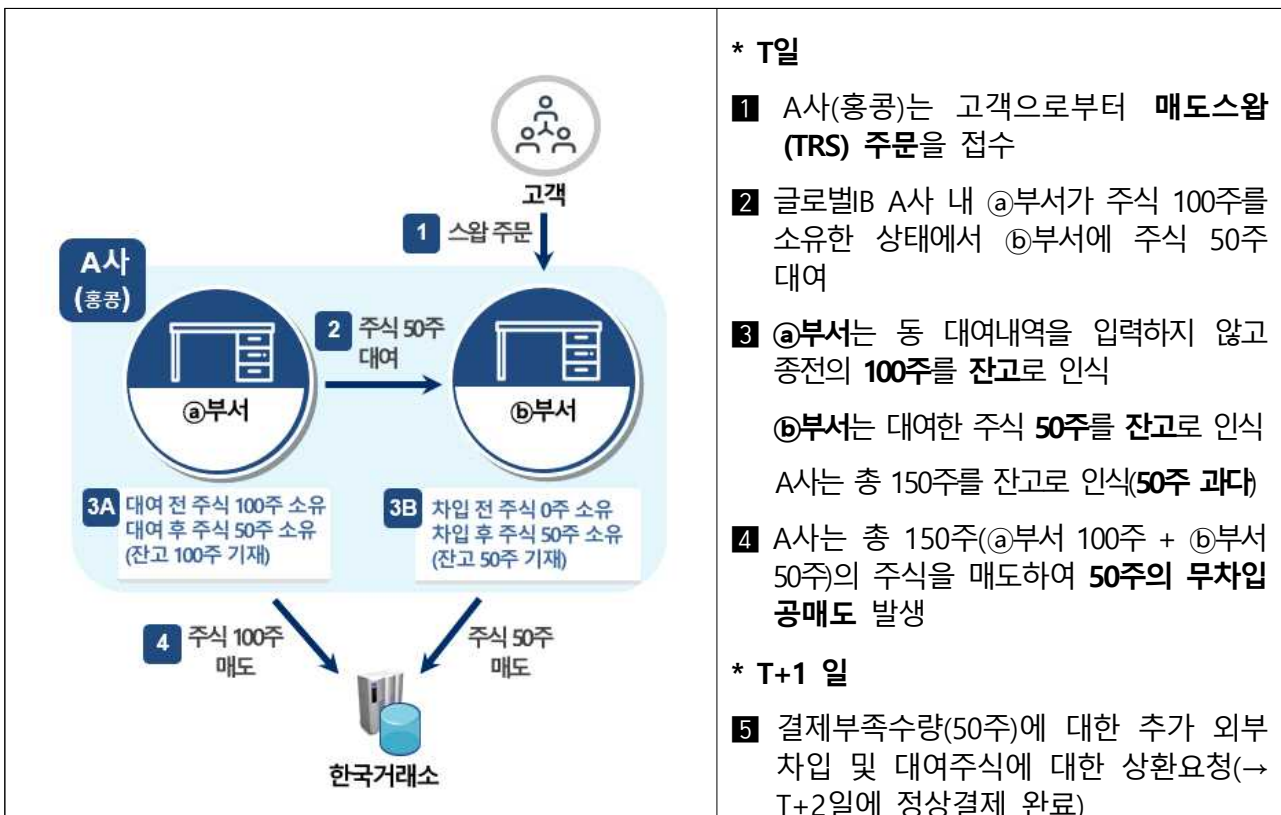 고객
1 스왑 주문
A사
(홍콩)
2 주식 50주
대여
ⓐ부서
ⓑ부서
3A 대여 전 주식 100주 소유
대여 후 주식 50주 소유
(잔고 100주 기재)
3B 차입 전 주식 0주 소유
차입 후 주식 50주 소유
(잔고 50주 기재)
4 주식 100주
매도
주식 50주
매도
한국거래소
* T일
1 A사(홍콩)는 고객으로부터 매도스왑
(TRS) 주문을 접수
2 글로벌IB A사 내 ⓐ부서가 주식 100주를
소유한 상태에서 ⓑ부서에 주식 50주
대여
3 ⓐ부서는 동 대여내역을 입력하지 않고
종전의 100주를 잔고로 인식
ⓑ부서는 대여한 주식 50주를 잔고로 인식
A사는 총 150주를 잔고로 인식(50주 과다)
4 A사는 총 150주(ⓐ부서 100주 + ⓑ부서
50주)의 주식을 매도하여 50주의 무차입
공매도 발생
* T+1 일
5 결제부족수량(50주)에 대한 추가 외부
차입 및 대여주식에 대한 상환요청(→
T+2일에 정상결제 완료)